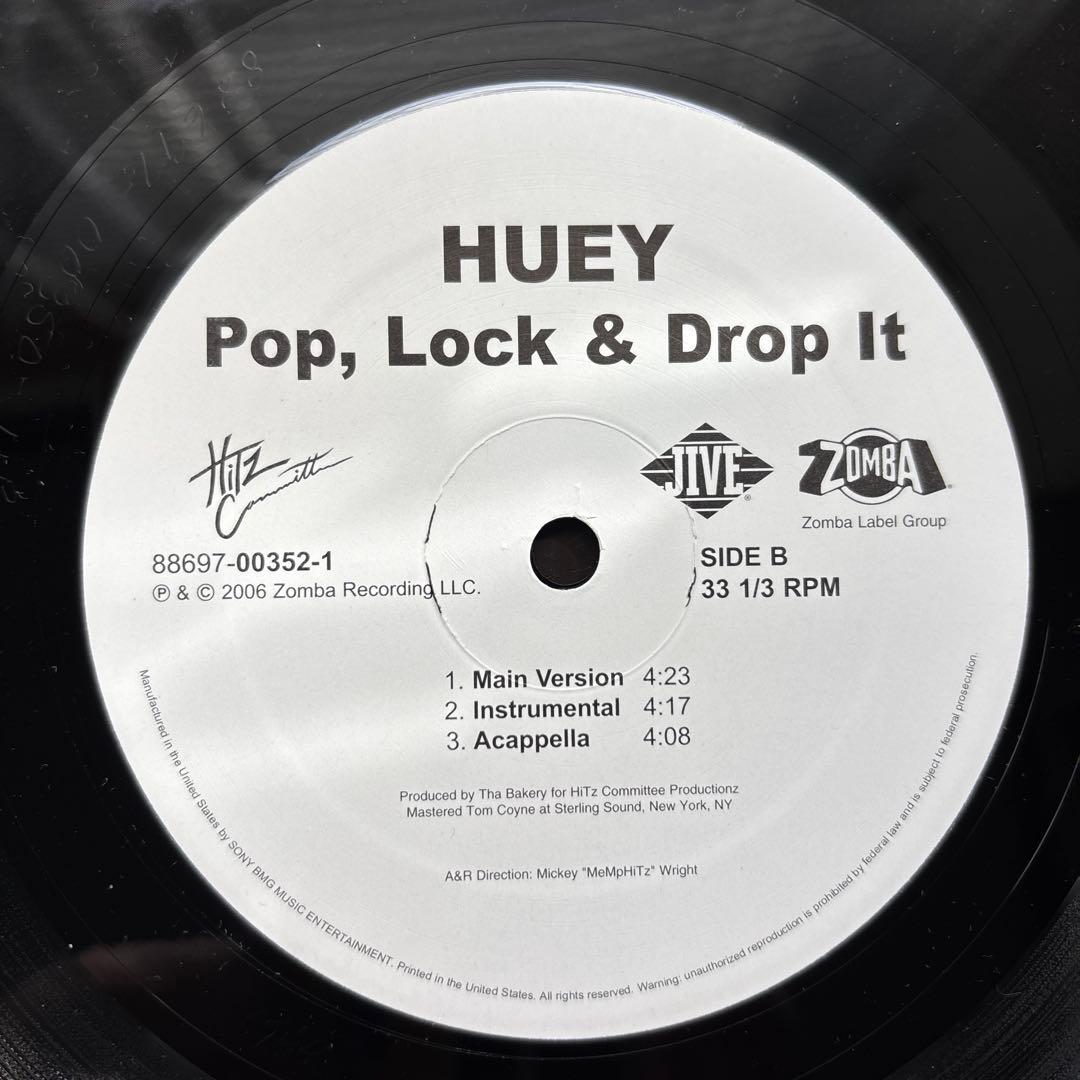 HUEY
Pop, Lock & Drop It
HiTz
Committee
JIVE
®
ZOMBA
Zomba Label Group
88697-00352-1
℗ & © 2006 Zomba Recording LLC.
SIDE B
33 1/3 RPM
1. Main Version 4:23
2. Instrumental 4:17
3. Acappella 4:08
Produced by Tha Bakery for HiTz Committee Productionz
Mastered Tom Coyne at Sterling Sound, New York, NY
A&R Direction: Mickey "MeMpHiTz" Wright
Manufactured in the United States by SONY BMG MUSIC ENTERTAINMENT. Printed in the United States. All rights reserved. Warning: unauthorized reproduction is prohibited by federal law and is subject to federal prosecution.